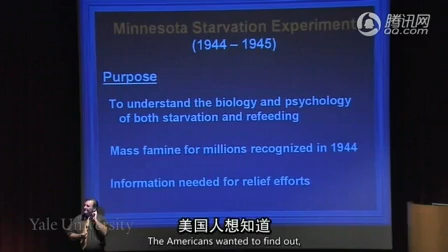 Minnesota Starvation Experiment
(1944 – 1945)
腾讯网
QQ.com
Purpose
To understand the biology and psychology
of both starvation and refeeding
Mass famine for millions recognized in 1944
Information needed for relief efforts
Yale University
美国人想知道
The Americans wanted to find out,